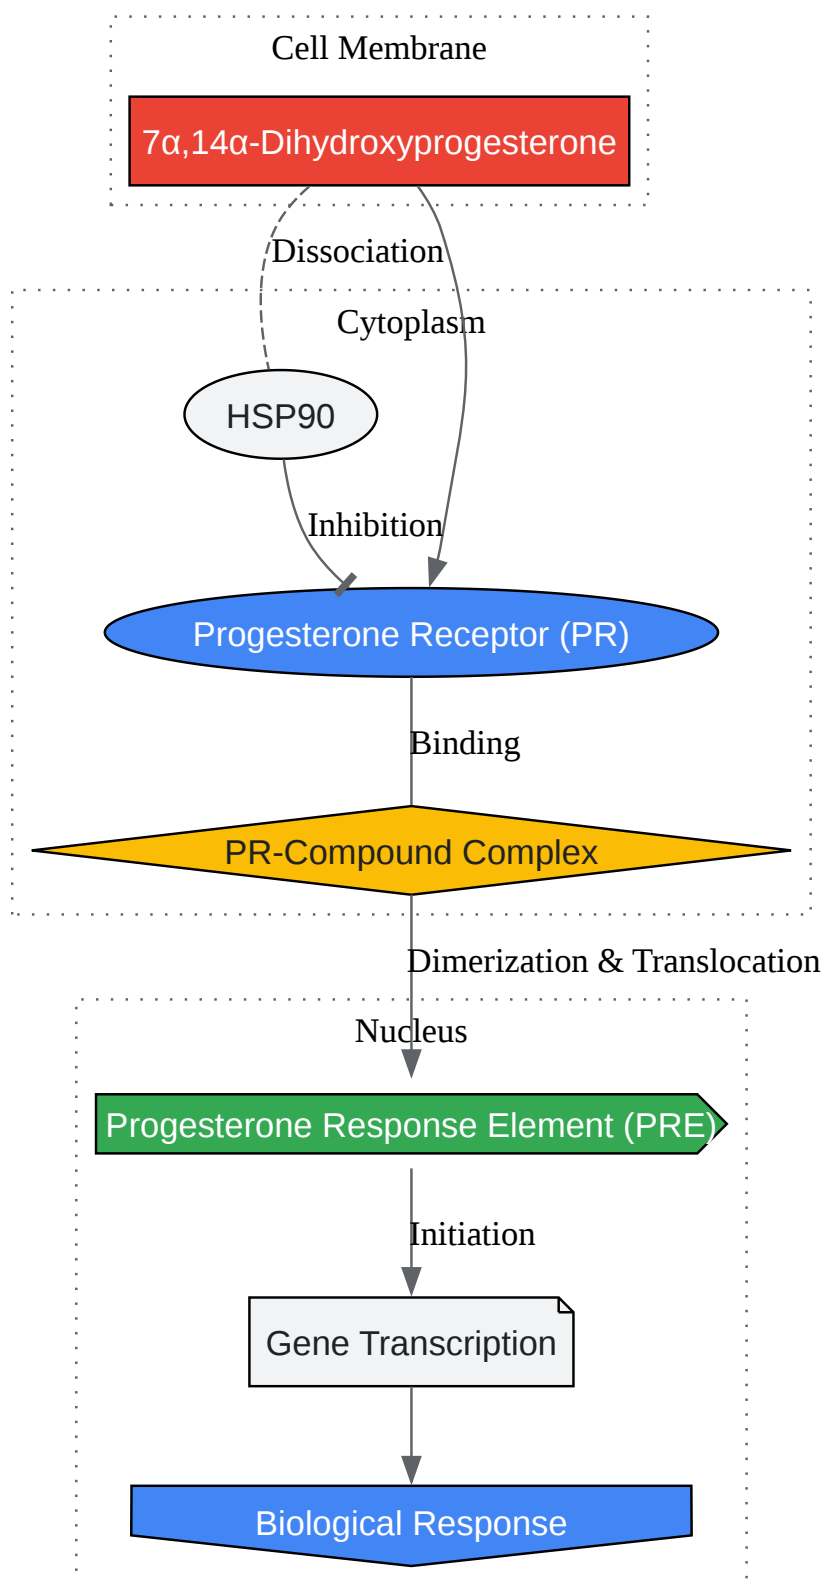 Cell Membrane
7α,14α-Dihydroxyprogesterone
Dissociation
Cytoplasm
HSP90
Inhibition
Progesterone Receptor (PR)
Binding
PR-Compound Complex
Dimerization & Translocation
Nucleus
Progesterone Response Element (PRE)
Initiation
Gene Transcription
Biological Response